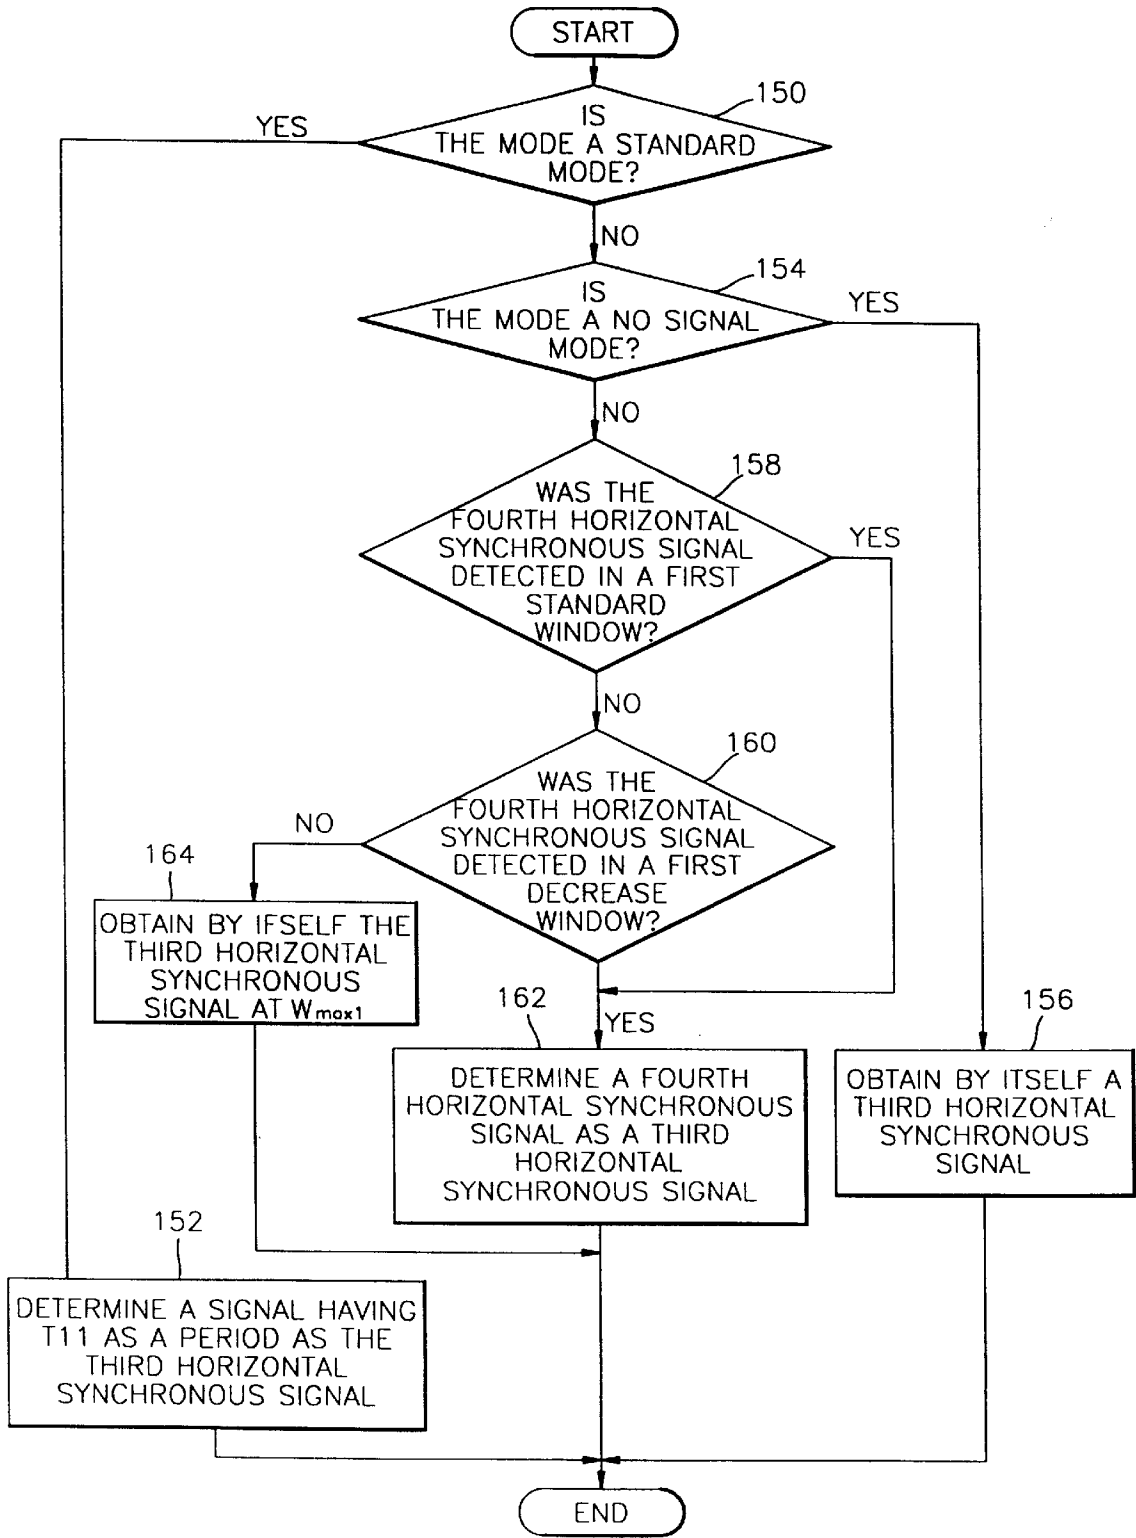 START
150
IS
THE MODE A STANDARD
MODE?
YES
NO
154
IS
THE MODE A NO SIGNAL
MODE?
YES
NO
158
WAS THE
FOURTH HORIZONTAL
SYNCHRONOUS SIGNAL
DETECTED IN A FIRST
STANDARD
WINDOW?
YES
NO
160
WAS THE
FOURTH HORIZONTAL
SYNCHRONOUS SIGNAL
DETECTED IN A FIRST
DECREASE
WINDOW?
NO
YES
164
OBTAIN BY IFSELF THE
THIRD HORIZONTAL
SYNCHRONOUS
SIGNAL AT Wmax1
162
DETERMINE A FOURTH
HORIZONTAL SYNCHRONOUS
SIGNAL AS A THIRD
HORIZONTAL
SYNCHRONOUS SIGNAL
156
OBTAIN BY ITSELF A
THIRD HORIZONTAL
SYNCHRONOUS
SIGNAL
152
DETERMINE A SIGNAL HAVING
T11 AS A PERIOD AS THE
THIRD HORIZONTAL
SYNCHRONOUS SIGNAL
END